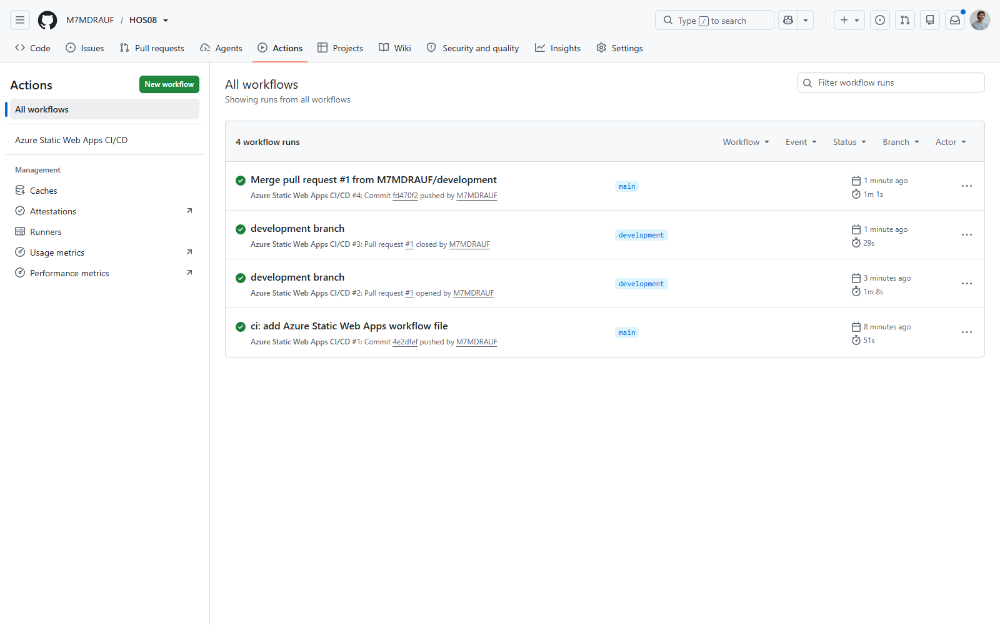 M7MDRAUF / HOS08
Type / to search
Code Issues Pull requests Agents Actions Projects Wiki Security and quality Insights Settings
Actions
New workflow
All workflows
Azure Static Web Apps CI/CD
Management
Caches
Attestations
Runners
Usage metrics
Performance metrics
All workflows
Showing runs from all workflows
Filter workflow runs
4 workflow runs
Workflow Event Status Branch Actor
Merge pull request #1 from M7MDRAUF/development
Azure Static Web Apps CI/CD #4: Commit fd470f2 pushed by M7MDRAUF
main
1 minute ago
1m 1s
development branch
Azure Static Web Apps CI/CD #3: Pull request #1 closed by M7MDRAUF
development
1 minute ago
29s
development branch
Azure Static Web Apps CI/CD #2: Pull request #1 opened by M7MDRAUF
development
3 minutes ago
1m 8s
ci: add Azure Static Web Apps workflow file
Azure Static Web Apps CI/CD #1: Commit 4e2dfef pushed by M7MDRAUF
main
8 minutes ago
51s